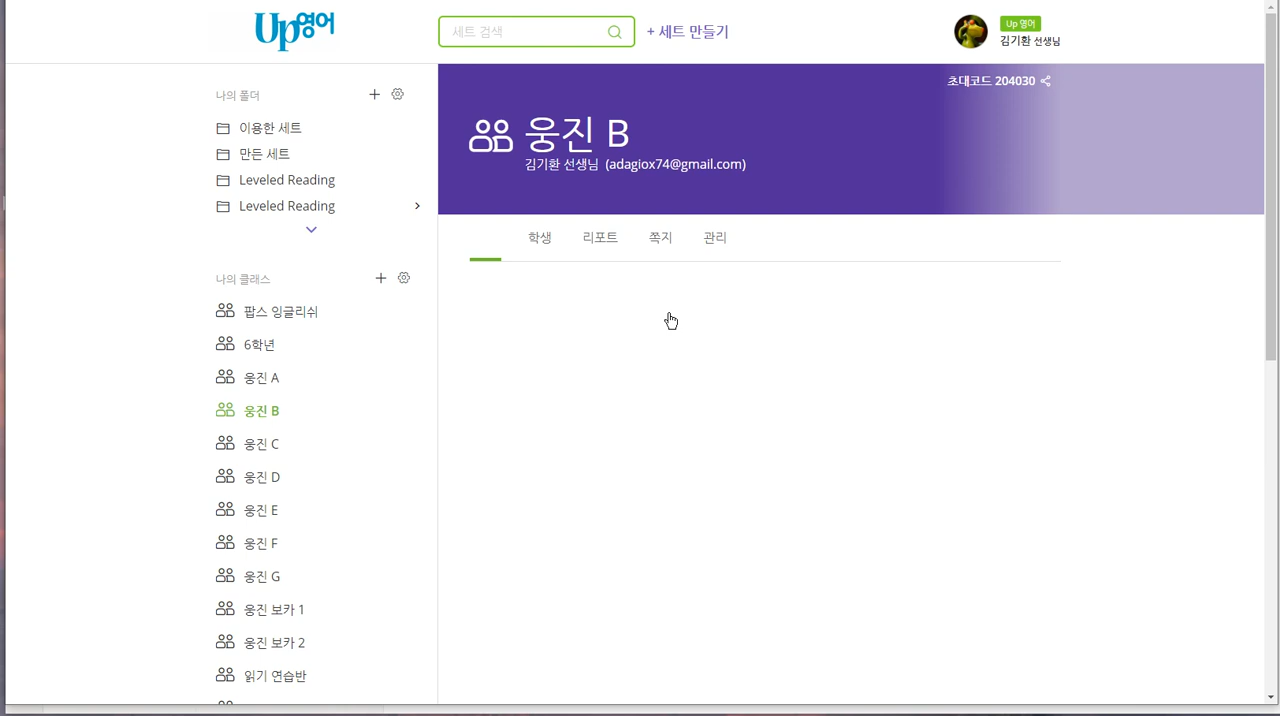 Up영어
세트 검색
+ 세트 만들기
Up 영어
김기환 선생님
나의 폴더
이용한 세트
만든 세트
Leveled Reading
Leveled Reading
나의 클래스
팝스 잉글리쉬
6학년
웅진 A
웅진 B
웅진 C
웅진 D
웅진 E
웅진 F
웅진 G
웅진 보카 1
웅진 보카 2
읽기 연습반
초대코드 204030
웅진 B
김기환 선생님 (adagiox74@gmail.com)
학생 리포트 쪽지 관리